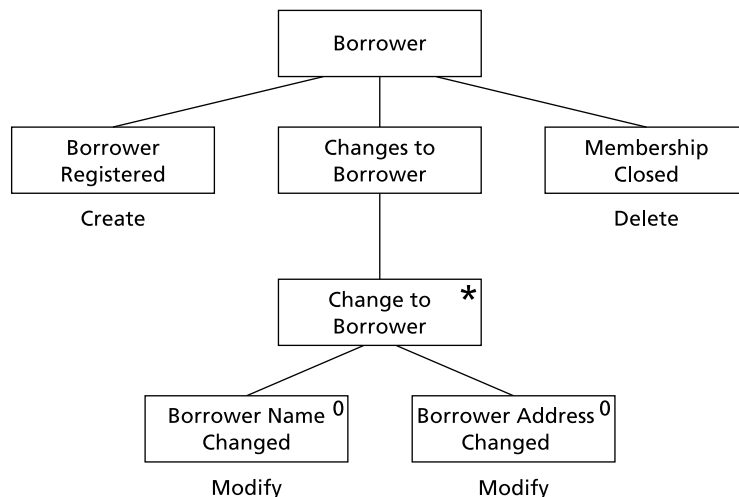 Borrower
Borrower
Registered
Changes to
Borrower
Membership
Closed
Create
Delete
Change to *
Borrower
Borrower Name 0
Changed
Borrower Address 0
Changed
Modify
Modify